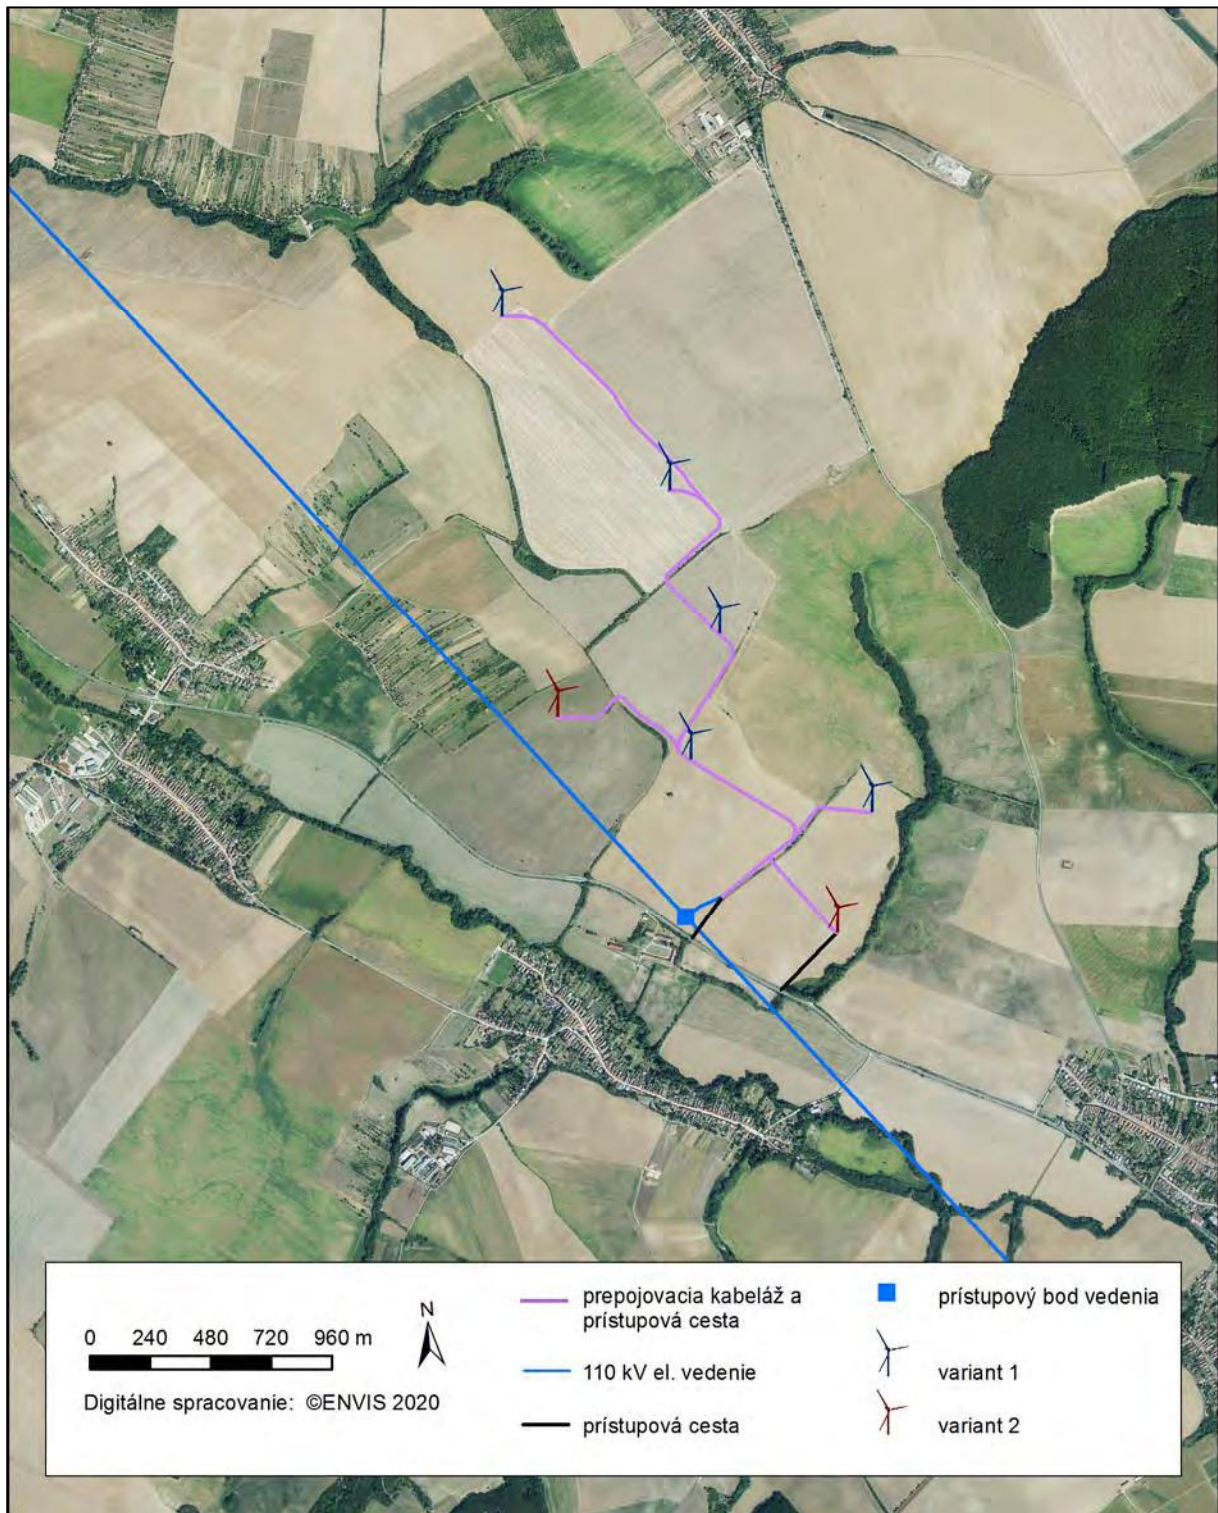 0 240 480 720 960 m
N
Digitálne spracovanie: ©ENVIS 2020
prepojovacia kabeláž a
prístupová cesta
110 kV el. vedenie
prístupová cesta
prístupový bod vedenia
variant 1
variant 2